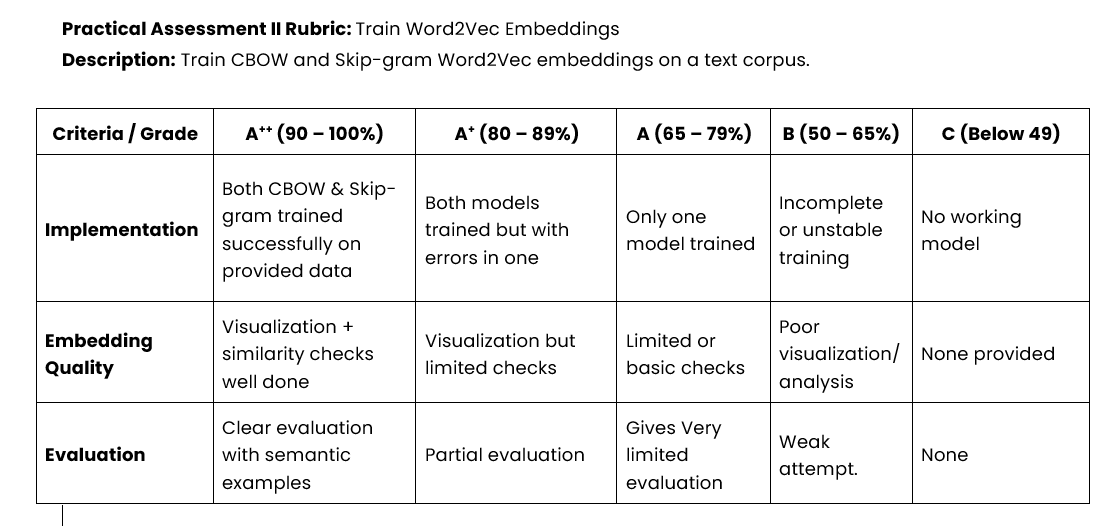 Practical Assessment II Rubric: Train Word2Vec Embeddings
Description: Train CBOW and Skip-gram Word2Vec embeddings on a text corpus.
Criteria / Grade
A⁺⁺ (90 – 100%)
A⁺ (80 – 89%)
A (65 – 79%)
B (50 – 65%)
C (Below 49)
Implementation
Both CBOW & Skip-
gram trained
successfully on
provided data
Both models
trained but with
errors in one
Only one
model trained
Incomplete
or unstable
training
No working
model
Embedding
Quality
Visualization +
similarity checks
well done
Visualization but
limited checks
Limited or
basic checks
Poor
visualization/
analysis
None provided
Evaluation
Clear evaluation
with semantic
examples
Partial evaluation
Gives Very
limited
evaluation
Weak
attempt.
None